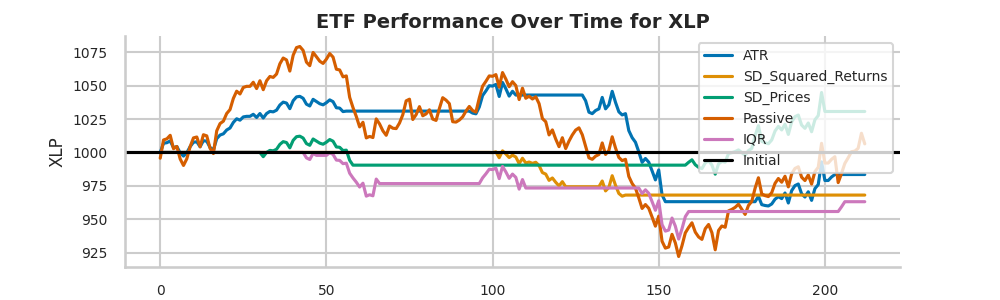 ETF Performance Over Time for XLP
XLP
1075
1050
1025
1000
975
950
925
0 50 100 150 200
ATR
SD_Squared_Returns
SD_Prices
Passive
IQR
Initial